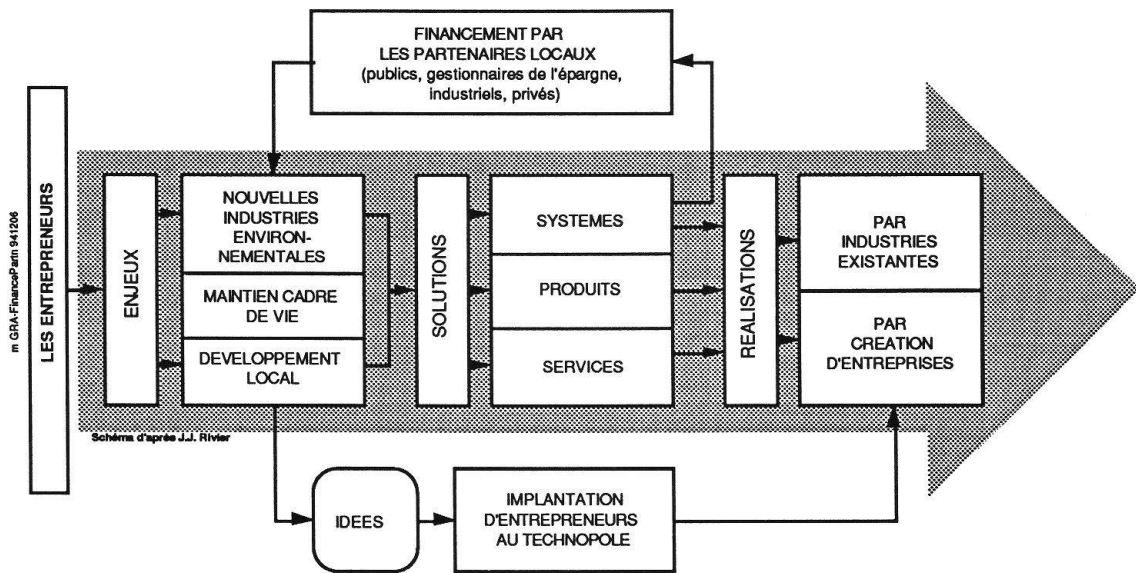 FINANCEMENT PAR
LES PARTENAIRES LOCAUX
(publics, gestionnaires de l'épargne,
industriels, privés)
m GRA-FinanceParin 941206
LES ENTREPRENEURS
ENJEUX
NOUVELLES
INDUSTRIES
ENVIRON-
NEMENTALES
MAINTIEN CADRE
DE VIE
DEVELOPPEMENT
LOCAL
SOLUTIONS
SYSTEMES
PRODUITS
SERVICES
REALISATIONS
PAR
INDUSTRIES
EXISTANTES
PAR
CREATION
D'ENTREPRISES
Schéma d'après J.J. Rivier
IDEES
IMPLANTATION
D'ENTREPRENEURS
AU TECHNOPOLE